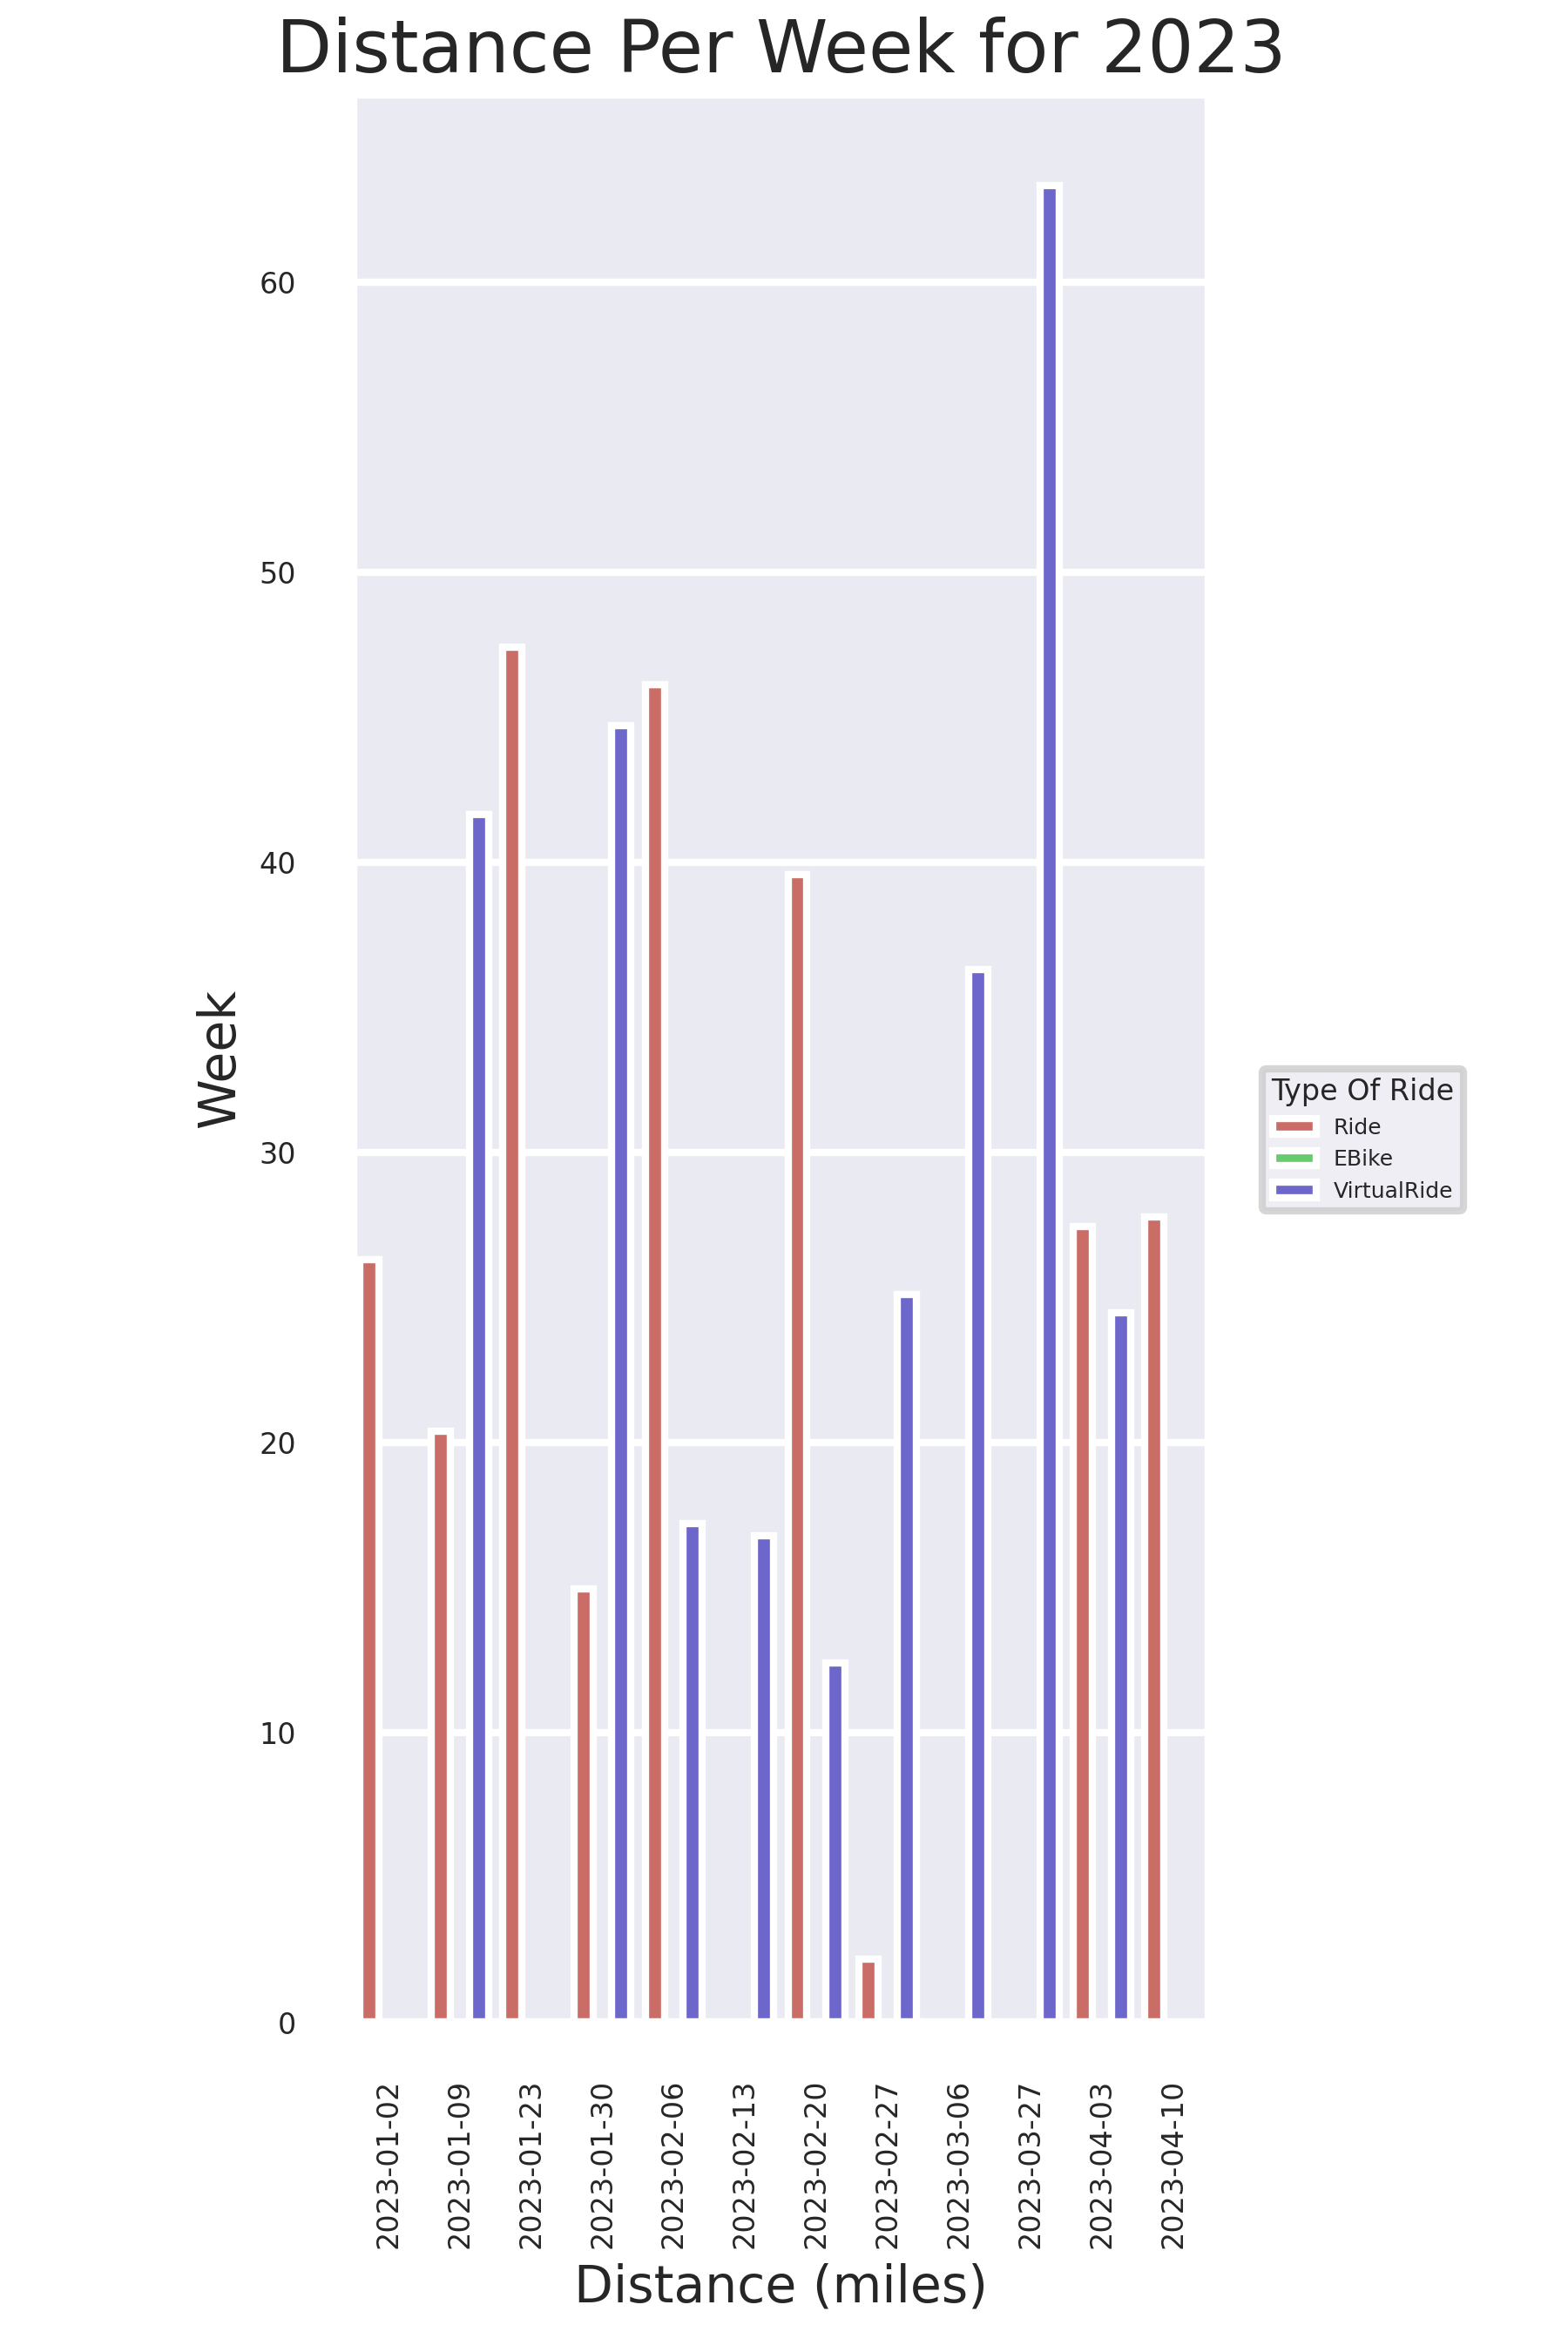 Distance Per Week for 2023
60
50
40
30
20
10
0
Week
Type Of Ride
Ride
EBike
VirtualRide
2023-01-02
2023-01-09
2023-01-23
2023-01-30
2023-02-06
2023-02-13
2023-02-20
2023-02-27
2023-03-06
2023-03-27
2023-04-03
2023-04-10
Distance (miles)